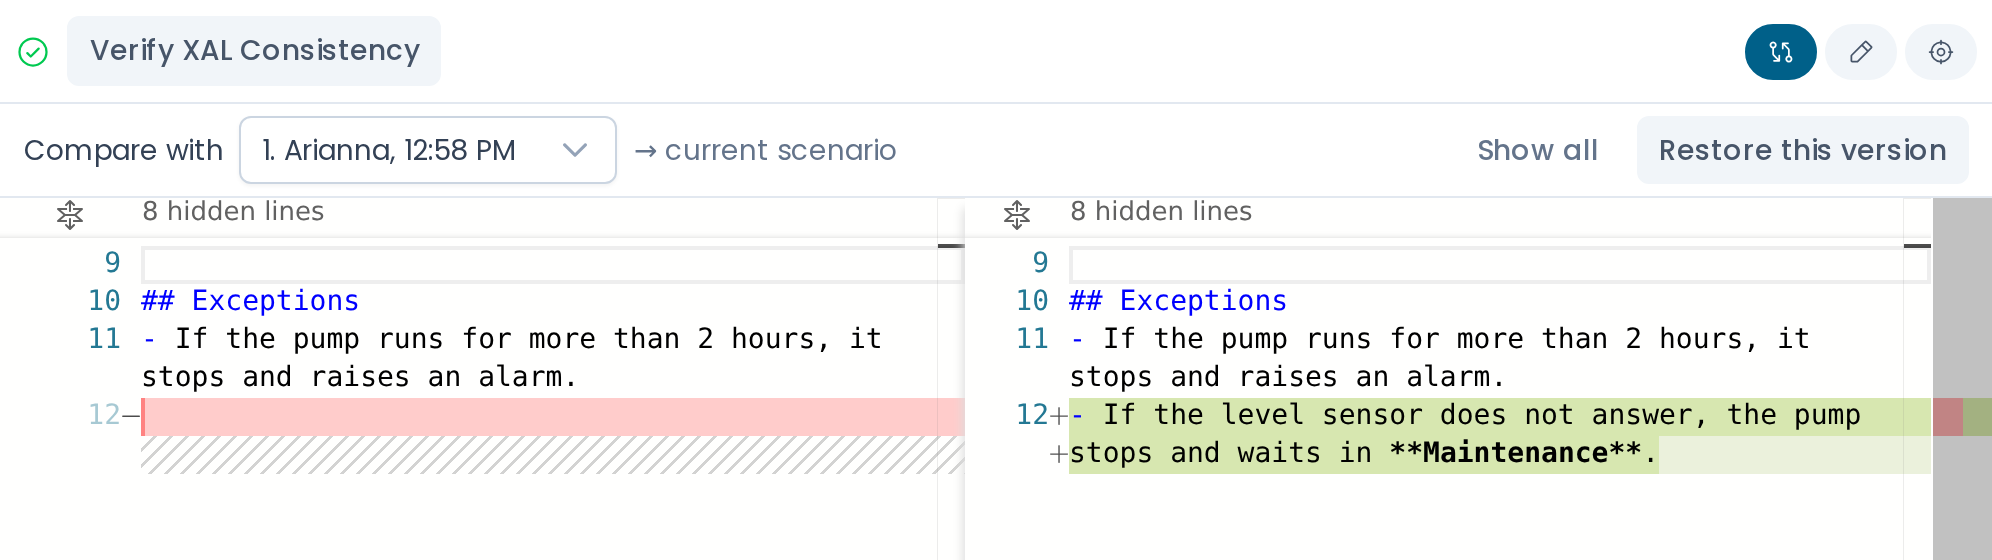 Verify XAL Consistency
Compare with 1. Arianna, 12:58 PM → current scenario Show all Restore this version
8 hidden lines
9
10 ## Exceptions
11 - If the pump runs for more than 2 hours, it
stops and raises an alarm.
12—
8 hidden lines
9
10 ## Exceptions
11 - If the pump runs for more than 2 hours, it
stops and raises an alarm.
12+- If the level sensor does not answer, the pump
+stops and waits in **Maintenance**.